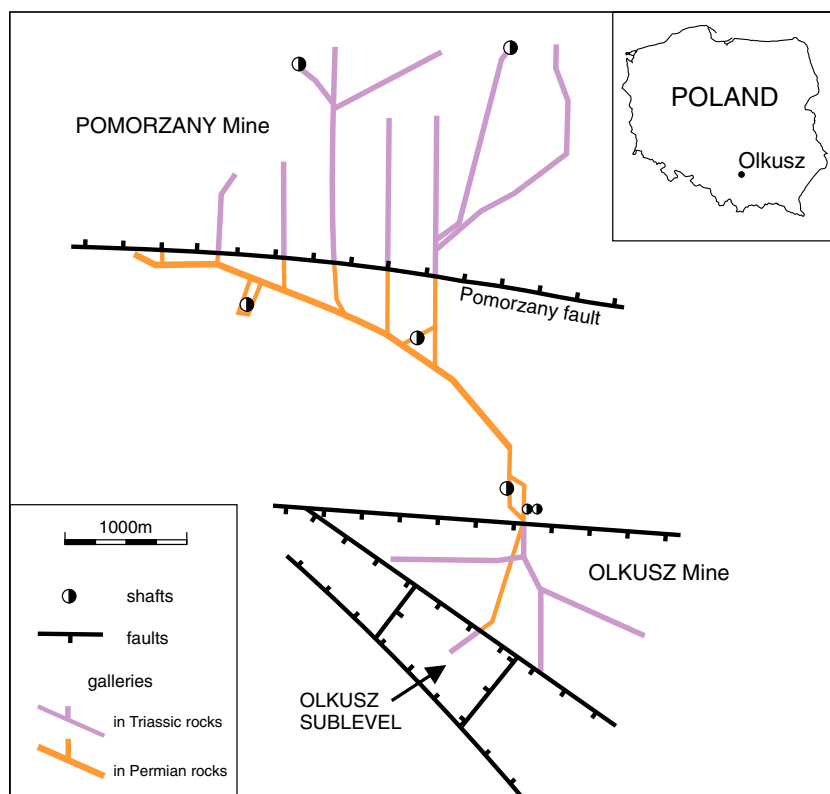 POMORZANY Mine
POLAND
Olkusz
Pomorzany fault
OLKUSZ Mine
OLKUSZ
SUBLEVEL
1000m
shafts
faults
galleries
in Triassic rocks
in Permian rocks